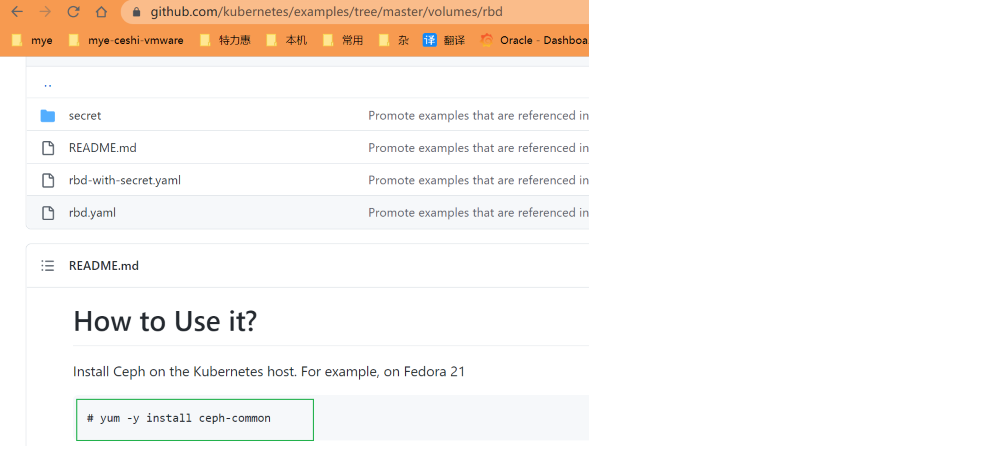 github.com/kubernetes/examples/tree/master/volumes/rbd
mye mye-ceshi-vmware 特力惠 本机 常用 杂 译 翻译 Oracle - Dashboa
..
secret Promote examples that are referenced in
README.md Promote examples that are referenced in
rbd-with-secret.yaml Promote examples that are referenced in
rbd.yaml Promote examples that are referenced in
README.md
How to Use it?
Install Ceph on the Kubernetes host. For example, on Fedora 21
# yum -y install ceph-common